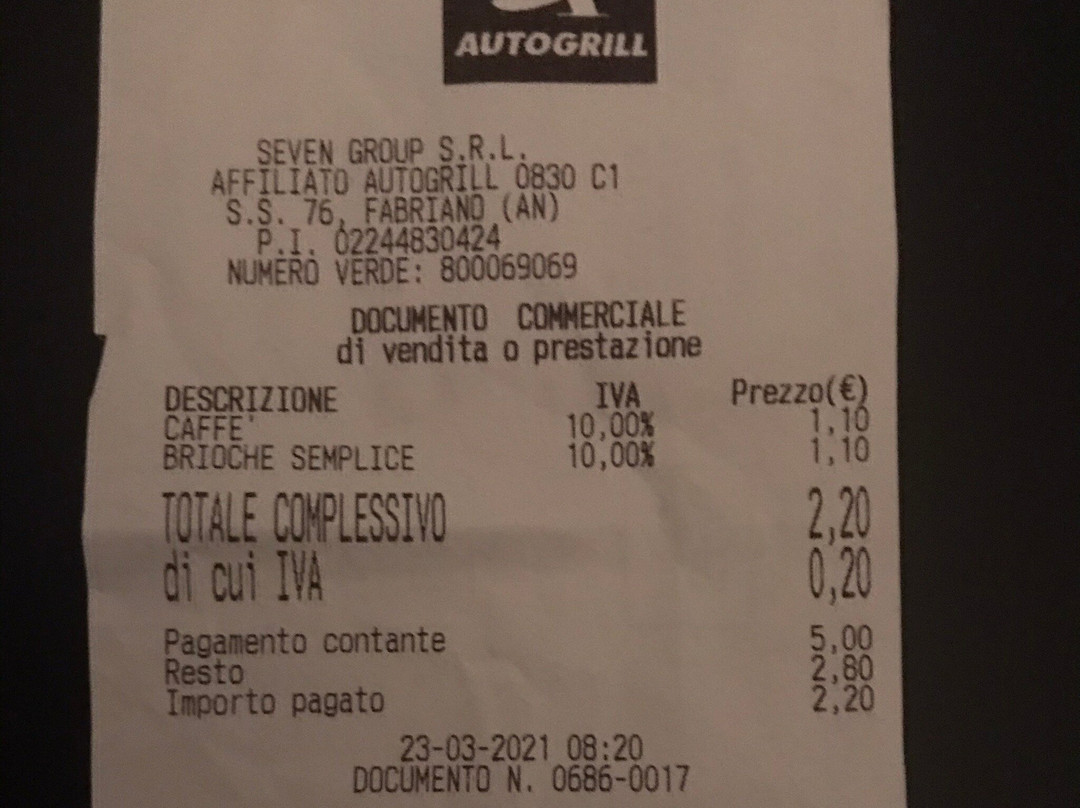 AUTOGRILL
SEVEN GROUP S.R.L.
AFFILIATO AUTOGRILL 0830 C1
S.S. 76, FABRIANO (AN)
P.I. 02244830424
NUMERO VERDE: 800069069
DOCUMENTO COMMERCIALE
di vendita o prestazione
DESCRIZIONE IVA Prezzo(€)
CAFFE' 10,00% 1,10
BRIOCHE SEMPLICE 10,00% 1,10
TOTALE COMPLESSIVO 2,20
di cui IVA 0,20
Pagamento contante 5,00
Resto 2,80
Importo pagato 2,20
23-03-2021 08:20
DOCUMENTO N. 0686-0017